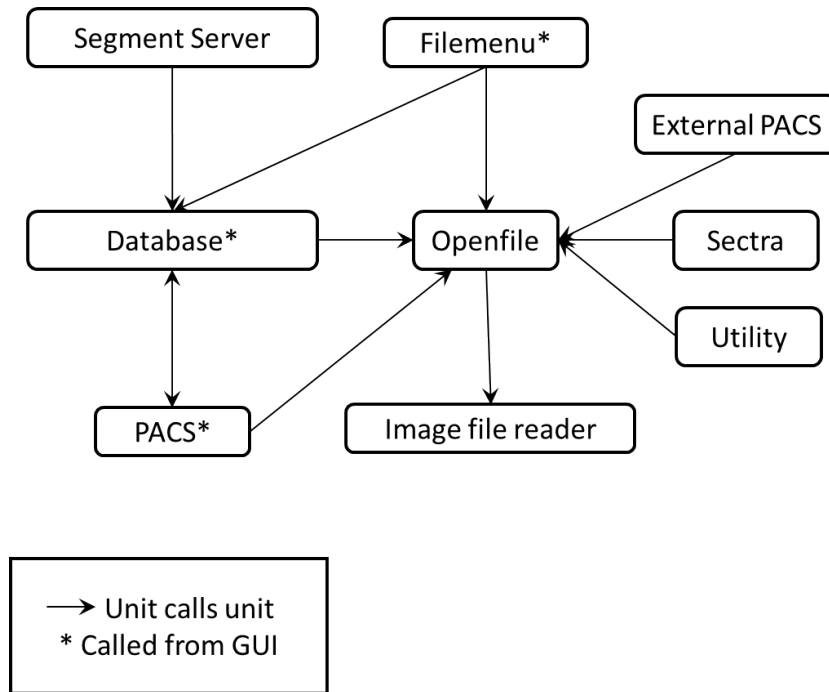 Segment Server
Filemenu*
External PACS
Database*
Openfile
Sectra
Utility
PACS*
Image file reader
Unit calls unit
* Called from GUI